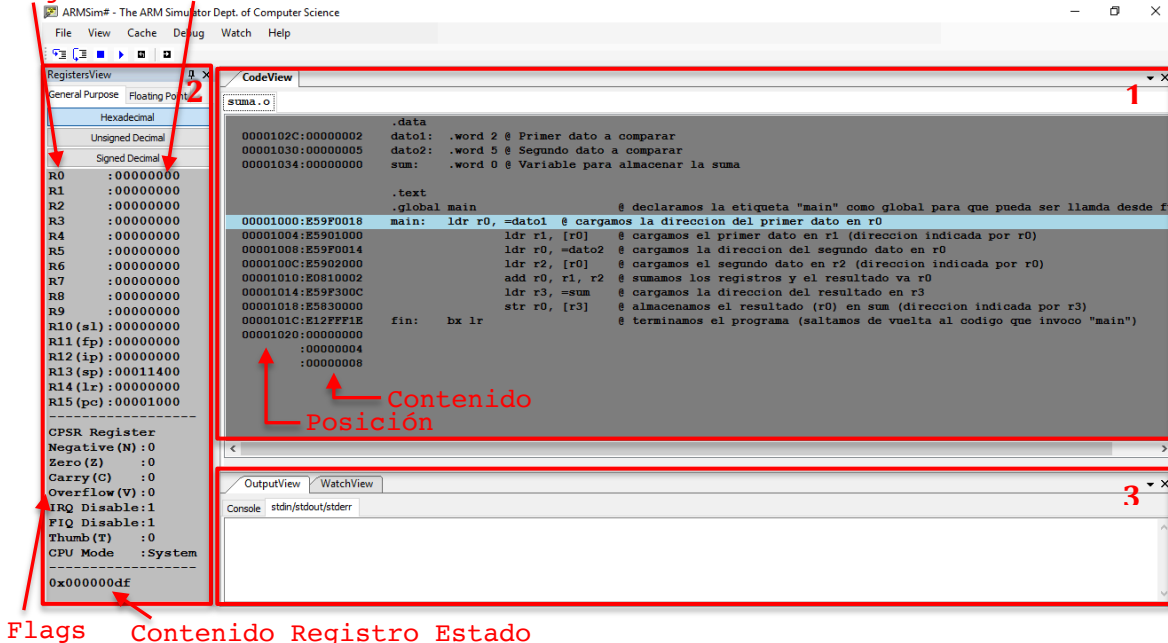 ARMSim# - The ARM Simulator Dept. of Computer Science
File View Cache Debug Watch Help
RegistersView
2
General Purpose Floating Point
Hexadecimal
Unsigned Decimal
Signed Decimal
R0 :00000000
R1 :00000000
R2 :00000000
R3 :00000000
R4 :00000000
R5 :00000000
R6 :00000000
R7 :00000000
R8 :00000000
R9 :00000000
R10(sl):00000000
R11(fp):00000000
R12(ip):00000000
R13(sp):00011400
R14(lr):00000000
R15(pc):00001000
-------------------
CPSR Register
Negative(N):0
Zero(Z) :0
Carry(C) :0
Overflow(V):0
IRQ Disable:1
FIQ Disable:1
Thumb(T) :0
CPU Mode :System
-------------------
0x000000df
Flags
Contenido Registro Estado
CodeView
1
suma.o
.data
0000102C:00000002 dato1: .word 2 @ Primer dato a comparar
00001030:00000005 dato2: .word 5 @ Segundo dato a comparar
00001034:00000000 sum: .word 0 @ Variable para almacenar la suma
.text
.global main @ declaramos la etiqueta "main" como global para que pueda ser llamda desde
00001000:E59F0018 main: ldr r0, =dato1 @ cargamos la direccion del primer dato en r0
00001004:E5901000 ldr r1, [r0] @ cargamos el primer dato en r1 (direccion indicada por r0)
00001008:E59F0014 ldr r0, =dato2 @ cargamos la direccion del segundo dato en r0
0000100C:E5902000 ldr r2, [r0] @ cargamos el segundo dato en r2 (direccion indicada por r0)
00001010:E0810002 add r0, r1, r2 @ sumamos los registros y el resultado va r0
00001014:E59F300C ldr r3, =sum @ cargamos la direccion del resultado en r3
00001018:E5830000 str r0, [r3] @ almacenamos el resultado (r0) en sum (direccion indicada por r3)
0000101C:E12FFF1E fin: bx lr @ terminamos el programa (saltamos de vuelta al codigo que invoco "main")
00001020:00000000
:00000004
:00000008
Contenido
Posición
OutputView WatchView
3
Console stdin/stdout/stderr